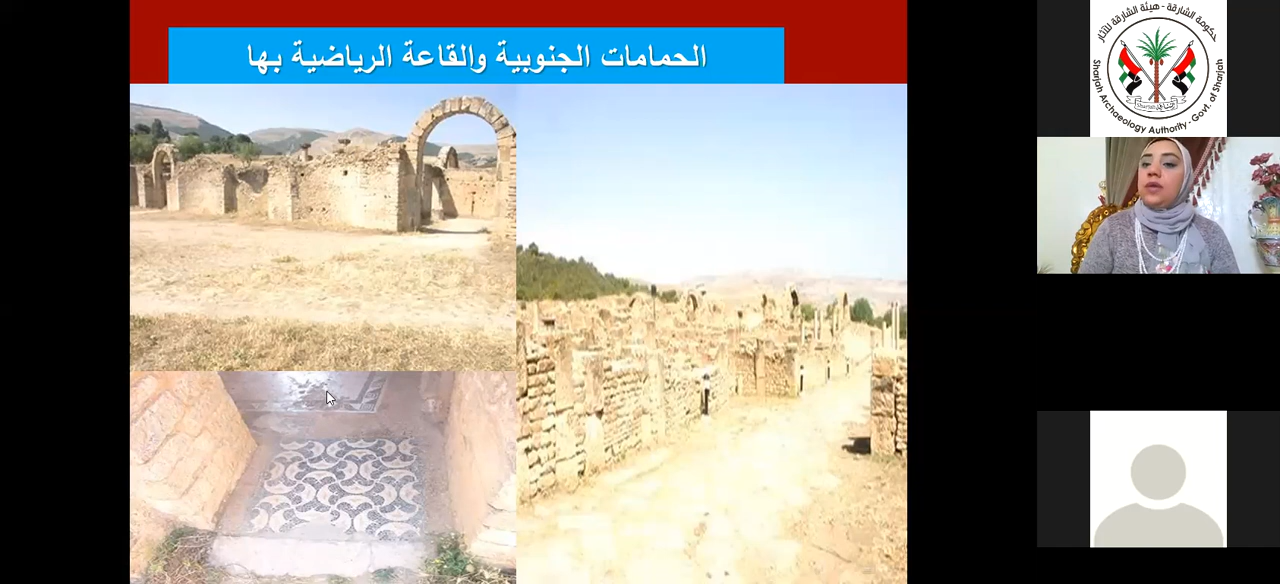 الحمامات الجنوبية والقاعة الرياضية بها
حكومة الشارقة - هيئة الشارقة للآثار
Sharjah Archaeology Authority - Govt. of Sharjah